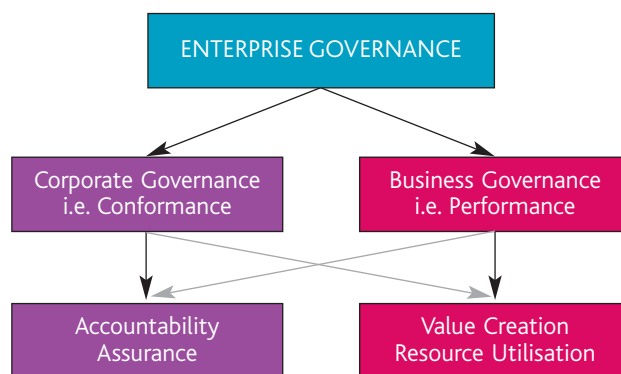 ENTERPRISE GOVERNANCE
Corporate Governance
i.e. Conformance
Business Governance
i.e. Performance
Accountability
Assurance
Value Creation
Resource Utilisation